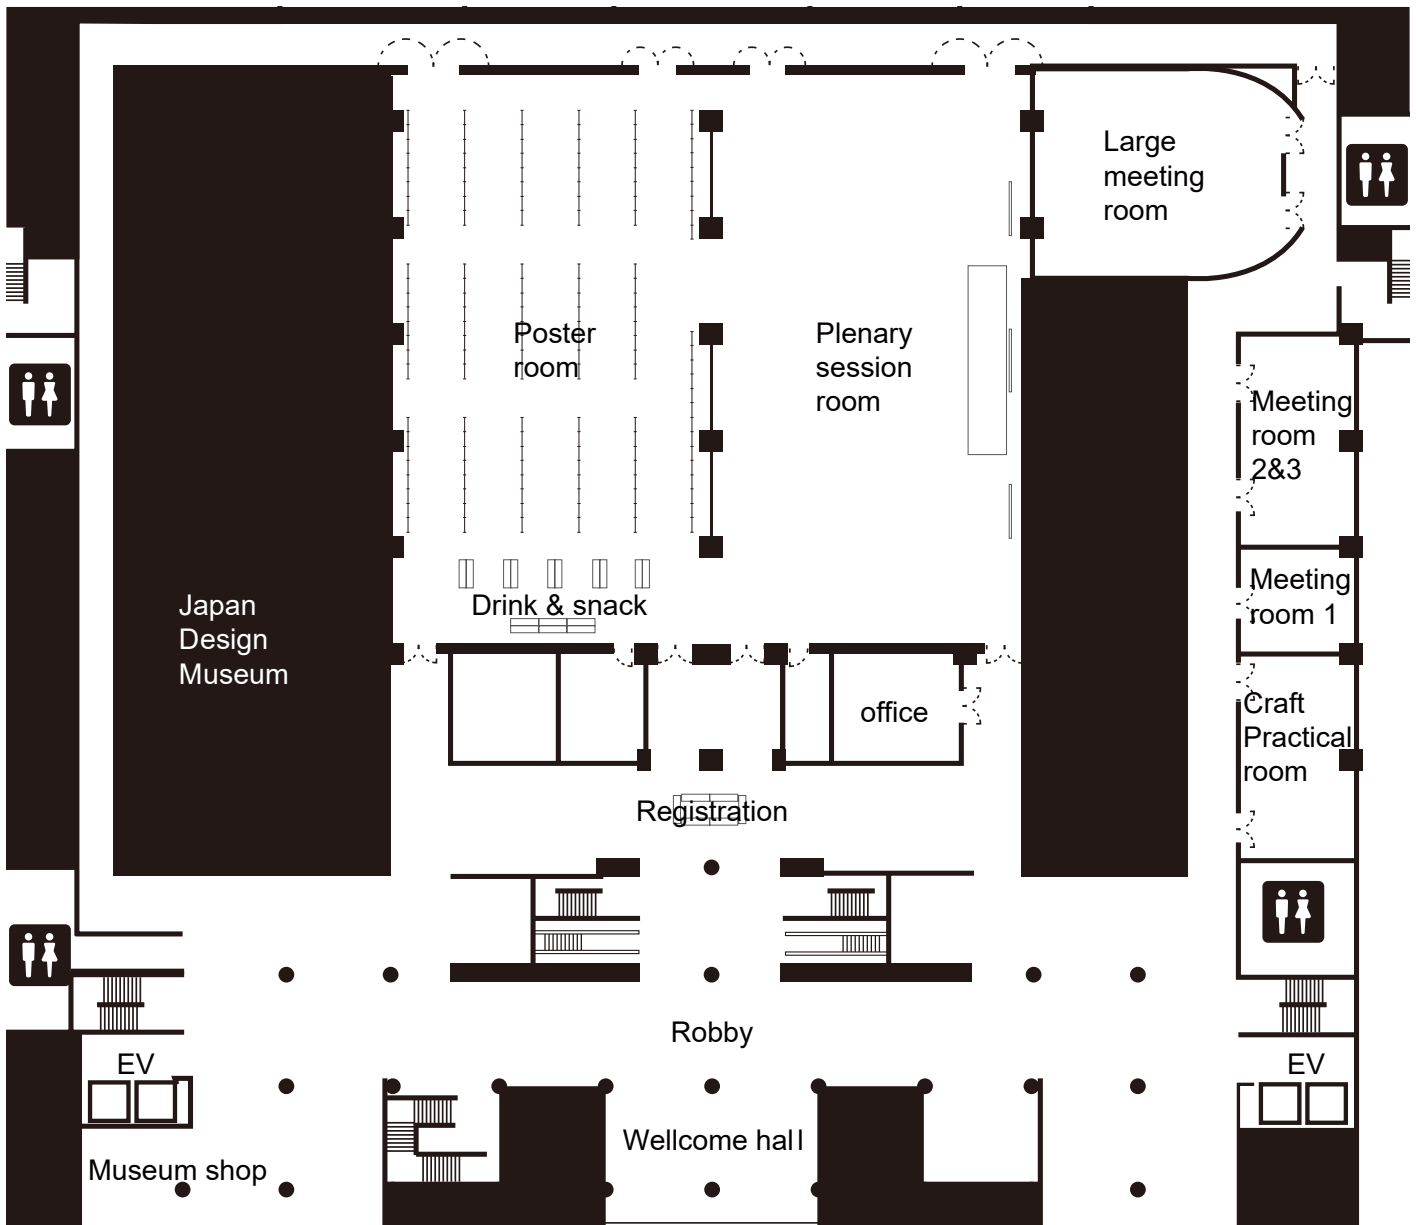 Large
meeting
room
Poster
room
Plenary
session
room
Meeting
room
2&3
Meeting
room 1
Drink & snack
Japan
Design
Museum
office
Craft
Practical
room
Registration
Robby
EV
EV
Wellcome hall
Museum shop